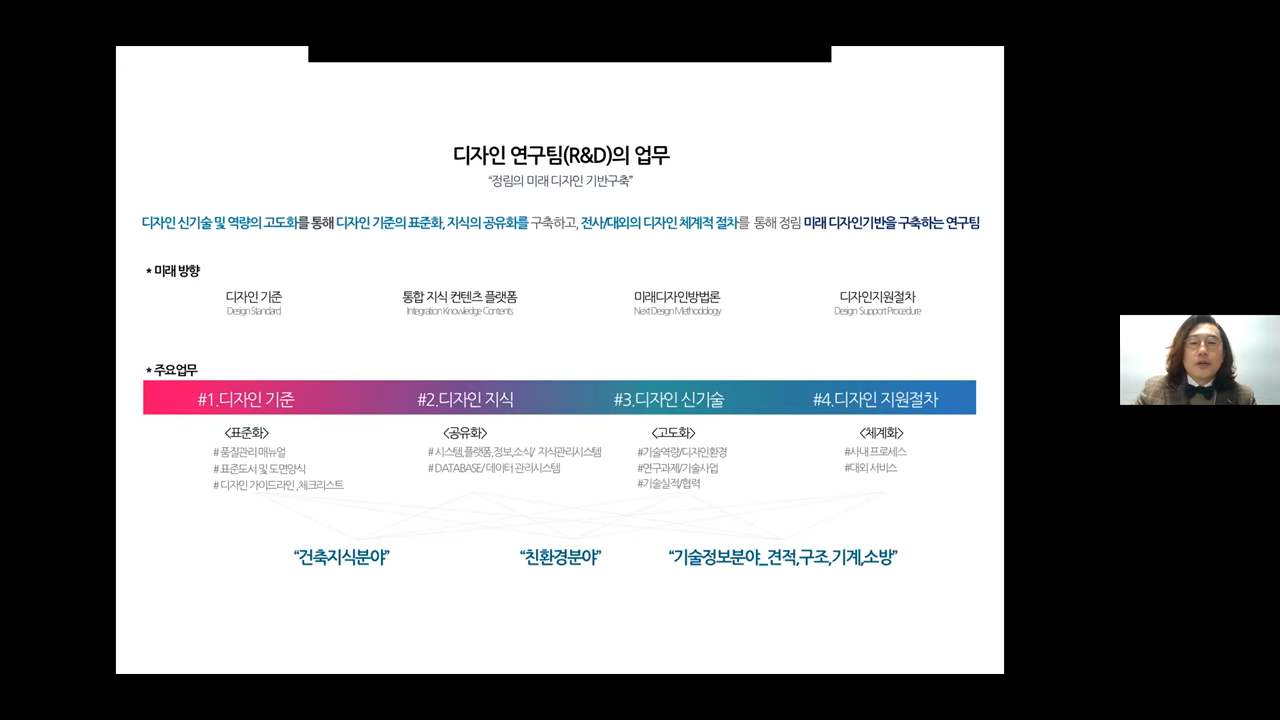 디자인 연구팀(R&D)의 업무
“정림의 미래 디자인 기반구축”
디자인 신기술 및 역량의 고도화를 통해 디자인 기준의 표준화, 지식의 공유화를 구축하고, 전사/대외의 디자인 체계적 절차를 통해 정림 미래 디자인기반을 구축하는 연구팀
* 미래 방향
디자인 기준 통합 지식 컨텐츠 플랫폼 미래디자인방법론 디자인지원절차
Design Standard Integration Knowledge Contents Next Design Methodology Design Support Procedure
* 주요업무
#1.디자인 기준 #2.디자인 지식 #3.디자인 신기술 #4.디자인 지원절차
<표준화> <공유화> <고도화> <체계화>
# 품질관리 매뉴얼 # 시스템,플랫폼,정보,소식/ 지식관리시스템 #기술역량/디자인환경 #사내 프로세스
# 표준도서 및 도면양식 # DATABASE/ 데이터 관리시스템 #연구과제/기술사업 #대외 서비스
# 디자인 가이드라인 ,체크리스트 #기술실적/협력
“건축지식분야” “친환경분야” “기술정보분야_견적,구조,기계,소방”